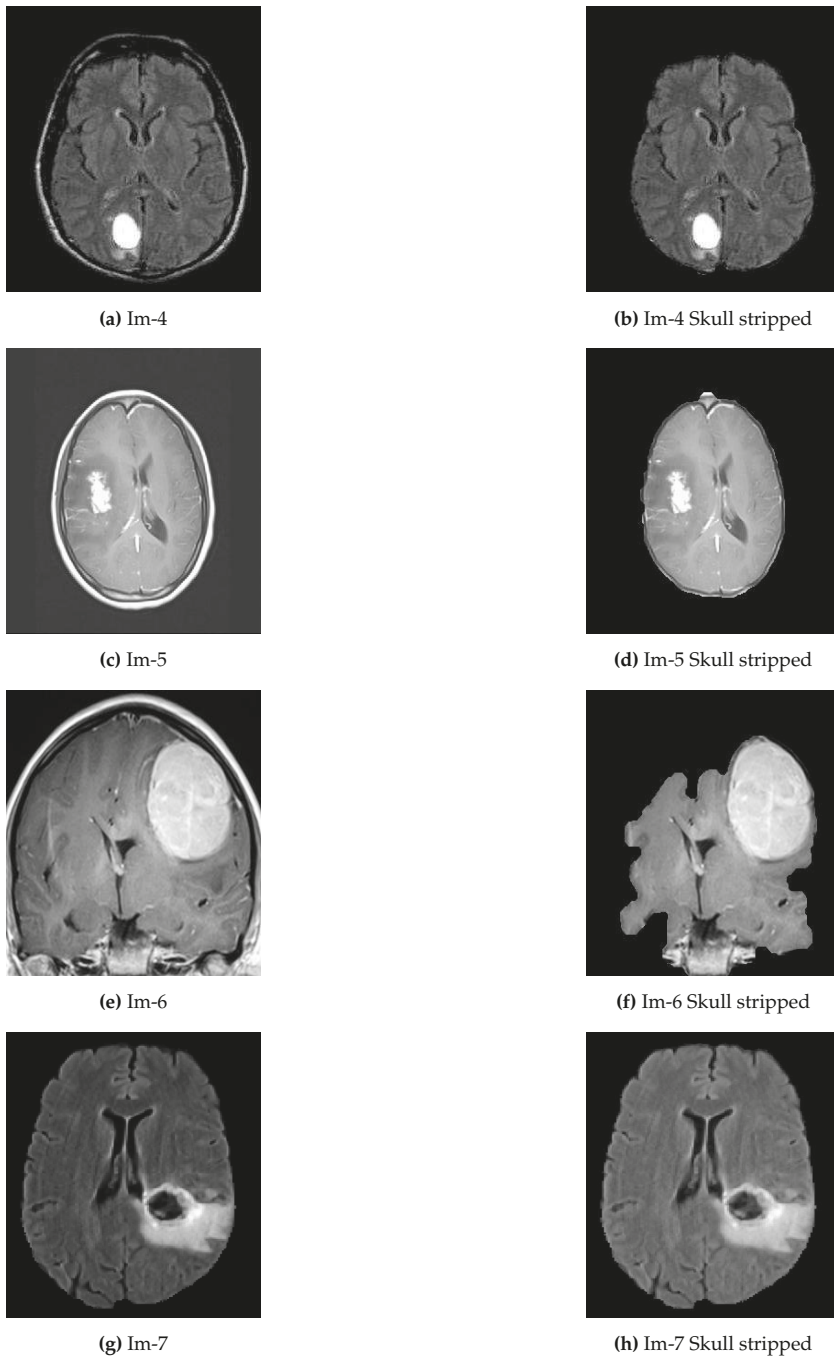 (a) Im-4
(b) Im-4 Skull stripped
(c) Im-5
(d) Im-5 Skull stripped
(e) Im-6
(f) Im-6 Skull stripped
(g) Im-7
(h) Im-7 Skull stripped